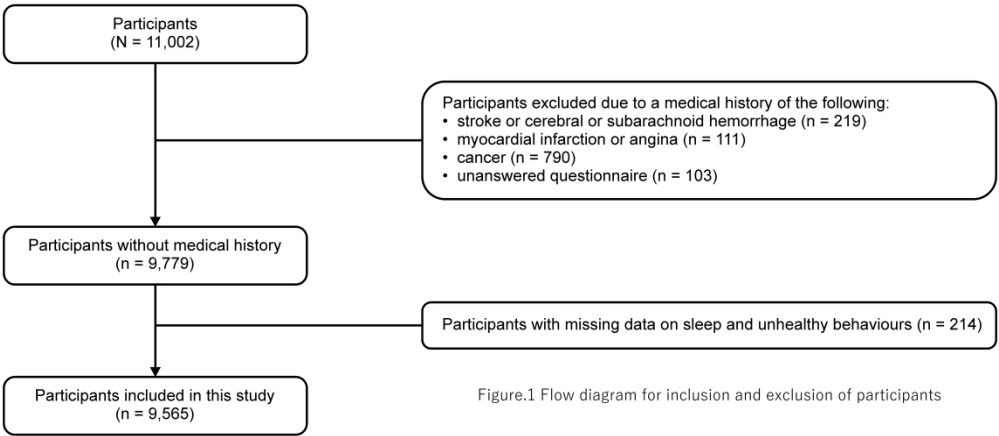 Participants
(N = 11,002)
Participants excluded due to a medical history of the following:
• stroke or cerebral or subarachnoid hemorrhage (n = 219)
• myocardial infarction or angina (n = 111)
• cancer (n = 790)
• unanswered questionnaire (n = 103)
Participants without medical history
(n = 9,779)
Participants with missing data on sleep and unhealthy behaviours (n = 214)
Participants included in this study
(n = 9,565)
Figure.1 Flow diagram for inclusion and exclusion of participants